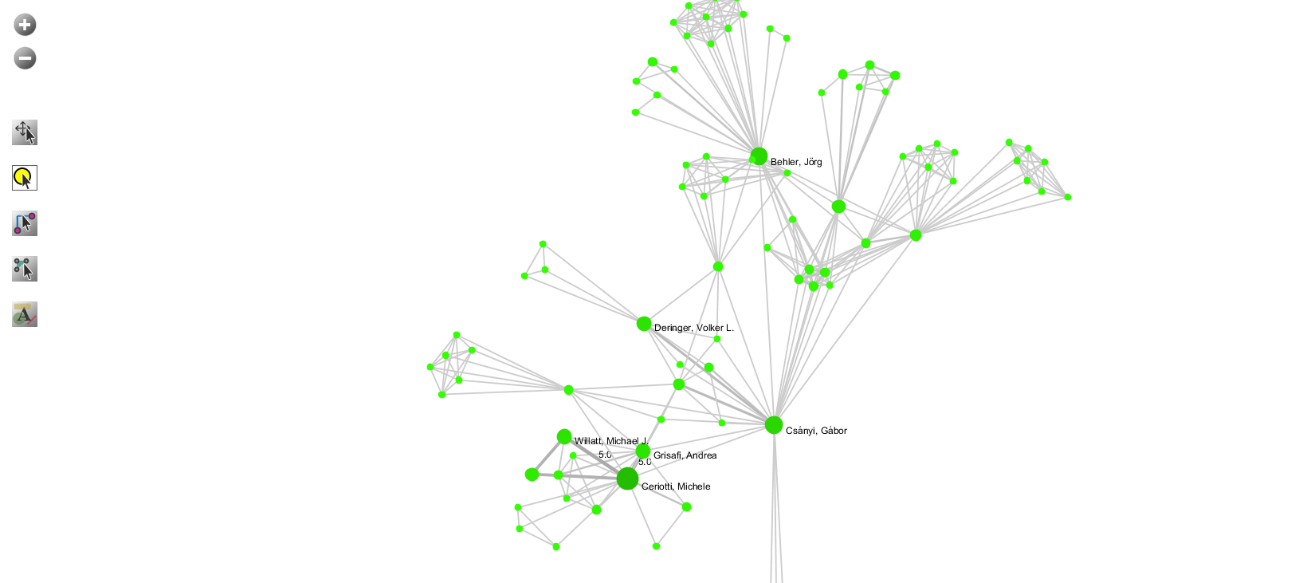 Behler, Jörg
Deringer, Volker L.
Csányi, Gábor
Willatt, Michael J.
5.0
Grisafi, Andrea
5.0
Ceriotti, Michele
A